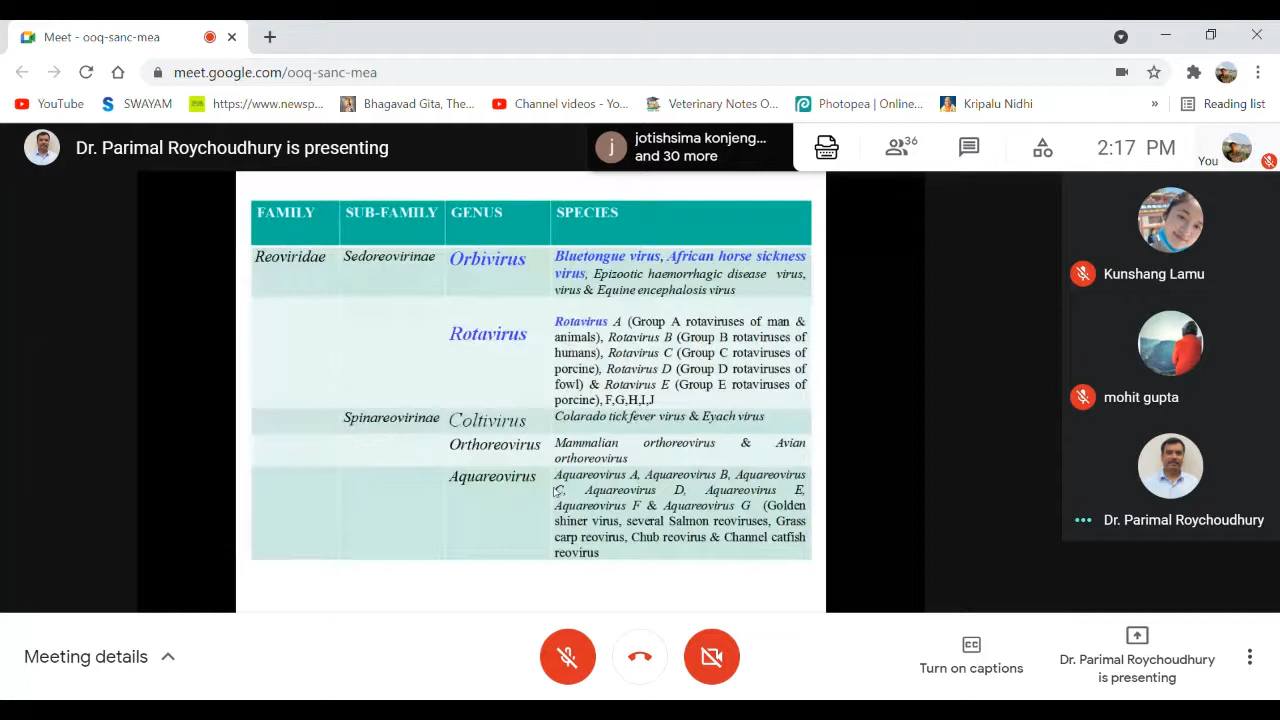 Meet - ooq-sanc-mea
meet.google.com/ooq-sanc-mea
YouTube
SWAYAM
https://www.newsp...
Bhagavad Gita, The...
Channel videos - Yo...
Veterinary Notes O...
Photopea | Online...
Kripalu Nidhi
»
Reading list
Dr. Parimal Roychoudhury is presenting
j
jotishsima konjeng...
and 30 more
36
2:17 PM
You
FAMILY SUB-FAMILY GENUS SPECIES
Reoviridae Sedoreovirinae Orbivirus Bluetongue virus, African horse sickness
virus, Epizootic haemorrhagic disease virus,
virus & Equine encephalosis virus
Rotavirus Rotavirus A (Group A rotaviruses of man &
animals), Rotavirus B (Group B rotaviruses of
humans), Rotavirus C (Group C rotaviruses of
porcine), Rotavirus D (Group D rotaviruses of
fowl) & Rotavirus E (Group E rotaviruses of
porcine), F,G,H,I,J
Spinareovirinae Coltivirus Colarado tick fever virus & Eyach virus
Orthoreovirus Mammalian orthoreovirus & Avian
orthoreovirus
Aquareovirus Aquareovirus A, Aquareovirus B, Aquareovirus
C, Aquareovirus D, Aquareovirus E,
Aquareovirus F & Aquareovirus G (Golden
shiner virus, several Salmon reoviruses, Grass
carp reovirus, Chub reovirus & Channel catfish
reovirus
Kunshang Lamu
mohit gupta
Dr. Parimal Roychoudhury
Meeting details
CC
Turn on captions
Dr. Parimal Roychoudhury
is presenting